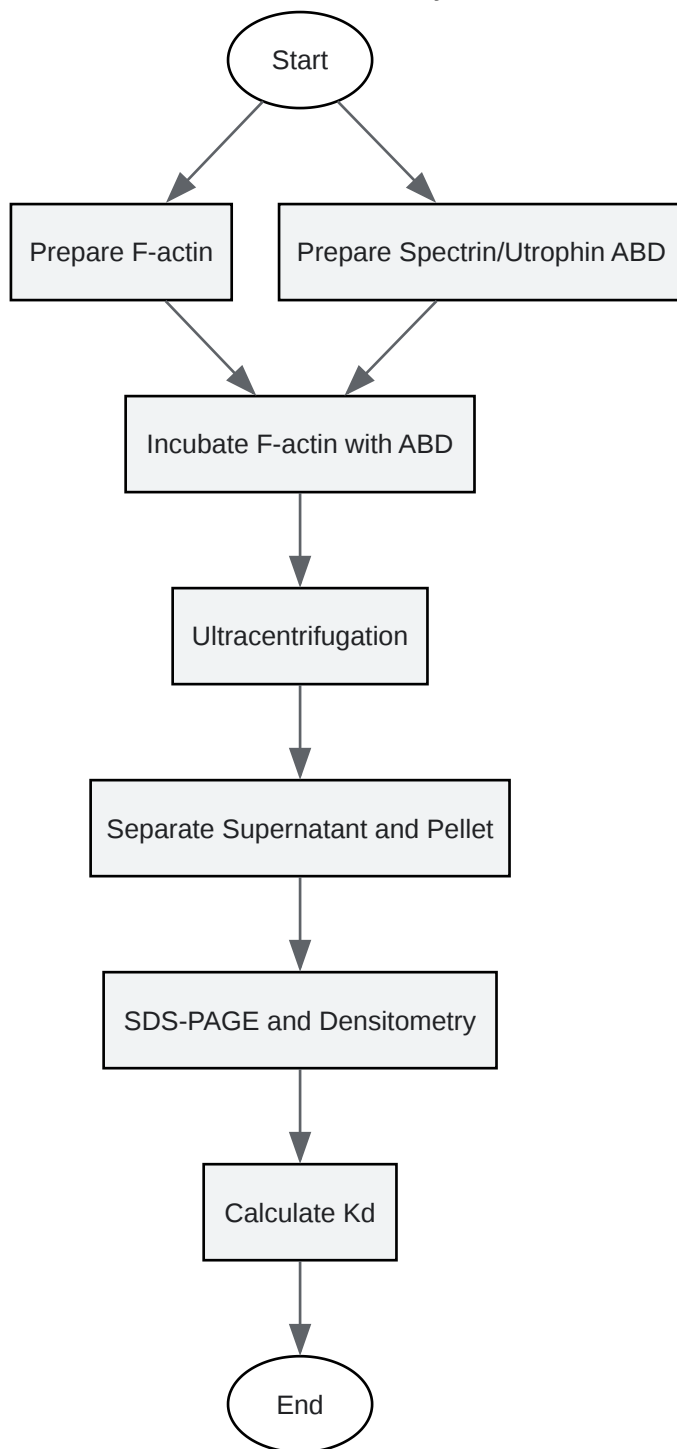 Start
Prepare F-actin
Prepare Spectrin/Utrophin ABD
Incubate F-actin with ABD
Ultracentrifugation
Separate Supernatant and Pellet
SDS-PAGE and Densitometry
Calculate Kd
End